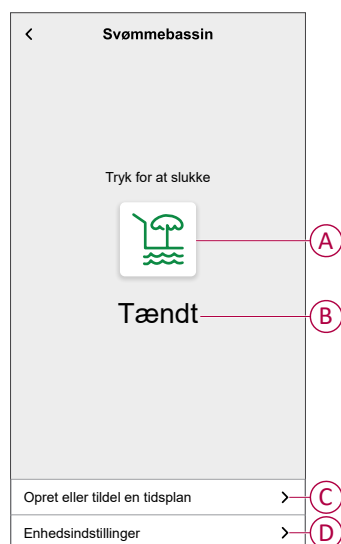 Svømmebassin
Tryk for at slukke
A
Tændt
B
Opret eller tildel en tidsplan
C
Enhedsindstillinger
D